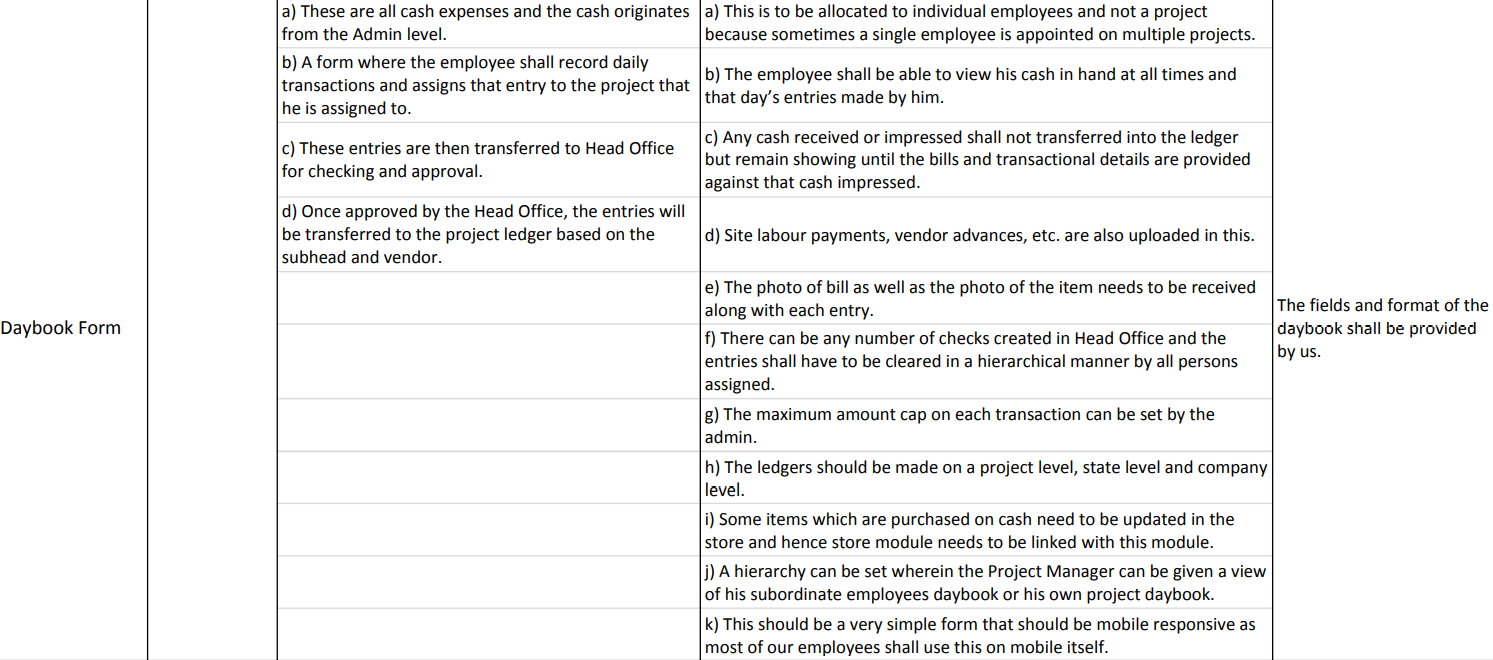 Daybook Form
a) These are all cash expenses and the cash originates
from the Admin level.
b) A form where the employee shall record daily
transactions and assigns that entry to the project that
he is assigned to.
c) These entries are then transferred to Head Office
for checking and approval.
d) Once approved by the Head Office, the entries will
be transferred to the project ledger based on the
subhead and vendor.
a) This is to be allocated to individual employees and not a project
because sometimes a single employee is appointed on multiple projects.
b) The employee shall be able to view his cash in hand at all times and
that day’s entries made by him.
c) Any cash received or impressed shall not transferred into the ledger
but remain showing until the bills and transactional details are provided
against that cash impressed.
d) Site labour payments, vendor advances, etc. are also uploaded in this.
e) The photo of bill as well as the photo of the item needs to be received
along with each entry.
f) There can be any number of checks created in Head Office and the
entries shall have to be cleared in a hierarchical manner by all persons
assigned.
g) The maximum amount cap on each transaction can be set by the
admin.
h) The ledgers should be made on a project level, state level and company
level.
i) Some items which are purchased on cash need to be updated in the
store and hence store module needs to be linked with this module.
j) A hierarchy can be set wherein the Project Manager can be given a view
of his subordinate employees daybook or his own project daybook.
k) This should be a very simple form that should be mobile responsive as
most of our employees shall use this on mobile itself.
The fields and format of the
daybook shall be provided
by us.